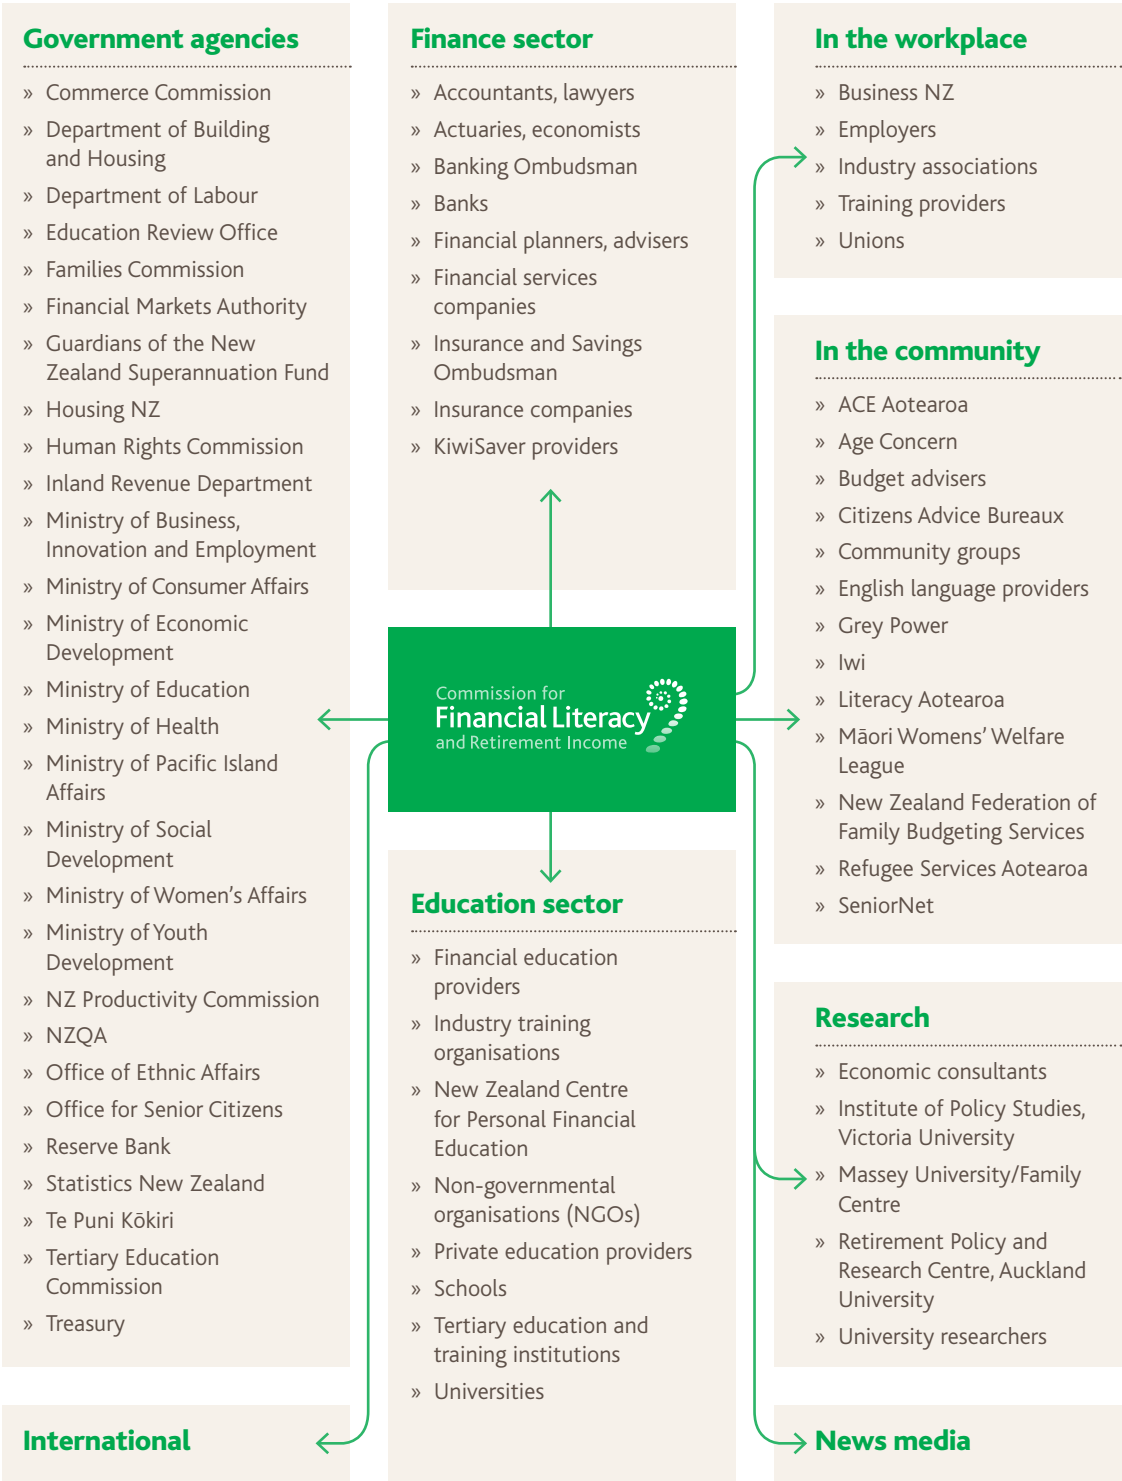 Government agencies
» Commerce Commission
» Department of Building
and Housing
» Department of Labour
» Education Review Office
» Families Commission
» Financial Markets Authority
» Guardians of the New
Zealand Superannuation Fund
» Housing NZ
» Human Rights Commission
» Inland Revenue Department
» Ministry of Business,
Innovation and Employment
» Ministry of Consumer Affairs
» Ministry of Economic
Development
» Ministry of Education
» Ministry of Health
» Ministry of Pacific Island
Affairs
» Ministry of Social
Development
» Ministry of Women's Affairs
» Ministry of Youth
Development
» NZ Productivity Commission
» NZQA
» Office of Ethnic Affairs
» Office for Senior Citizens
» Reserve Bank
» Statistics New Zealand
» Te Puni Kōkiri
» Tertiary Education
Commission
» Treasury
International
Finance sector
» Accountants, lawyers
» Actuaries, economists
» Banking Ombudsman
» Banks
» Financial planners, advisers
» Financial services
companies
» Insurance and Savings
Ombudsman
» Insurance companies
» KiwiSaver providers
Commission for
Financial Literacy
and Retirement Income
Education sector
» Financial education
providers
» Industry training
organisations
» New Zealand Centre
for Personal Financial
Education
» Non-governmental
organisations (NGOs)
» Private education providers
» Schools
» Tertiary education and
training institutions
» Universities
In the workplace
» Business NZ
» Employers
» Industry associations
» Training providers
» Unions
In the community
» ACE Aotearoa
» Age Concern
» Budget advisers
» Citizens Advice Bureaux
» Community groups
» English language providers
» Grey Power
» Iwi
» Literacy Aotearoa
» Māori Womens' Welfare
League
» New Zealand Federation of
Family Budgeting Services
» Refugee Services Aotearoa
» SeniorNet
Research
» Economic consultants
» Institute of Policy Studies,
Victoria University
» Massey University/Family
Centre
» Retirement Policy and
Research Centre, Auckland
University
» University researchers
News media